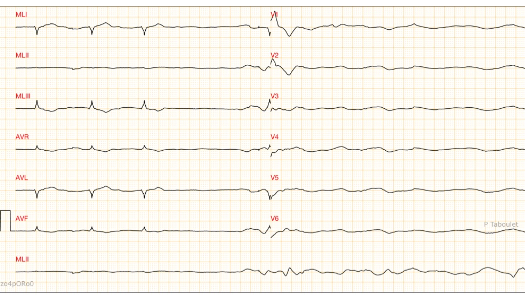 MLI V1
MLII V2
MLIII V3
AVR V4
AVL V5
AVF V6
P Taboulet
MLII